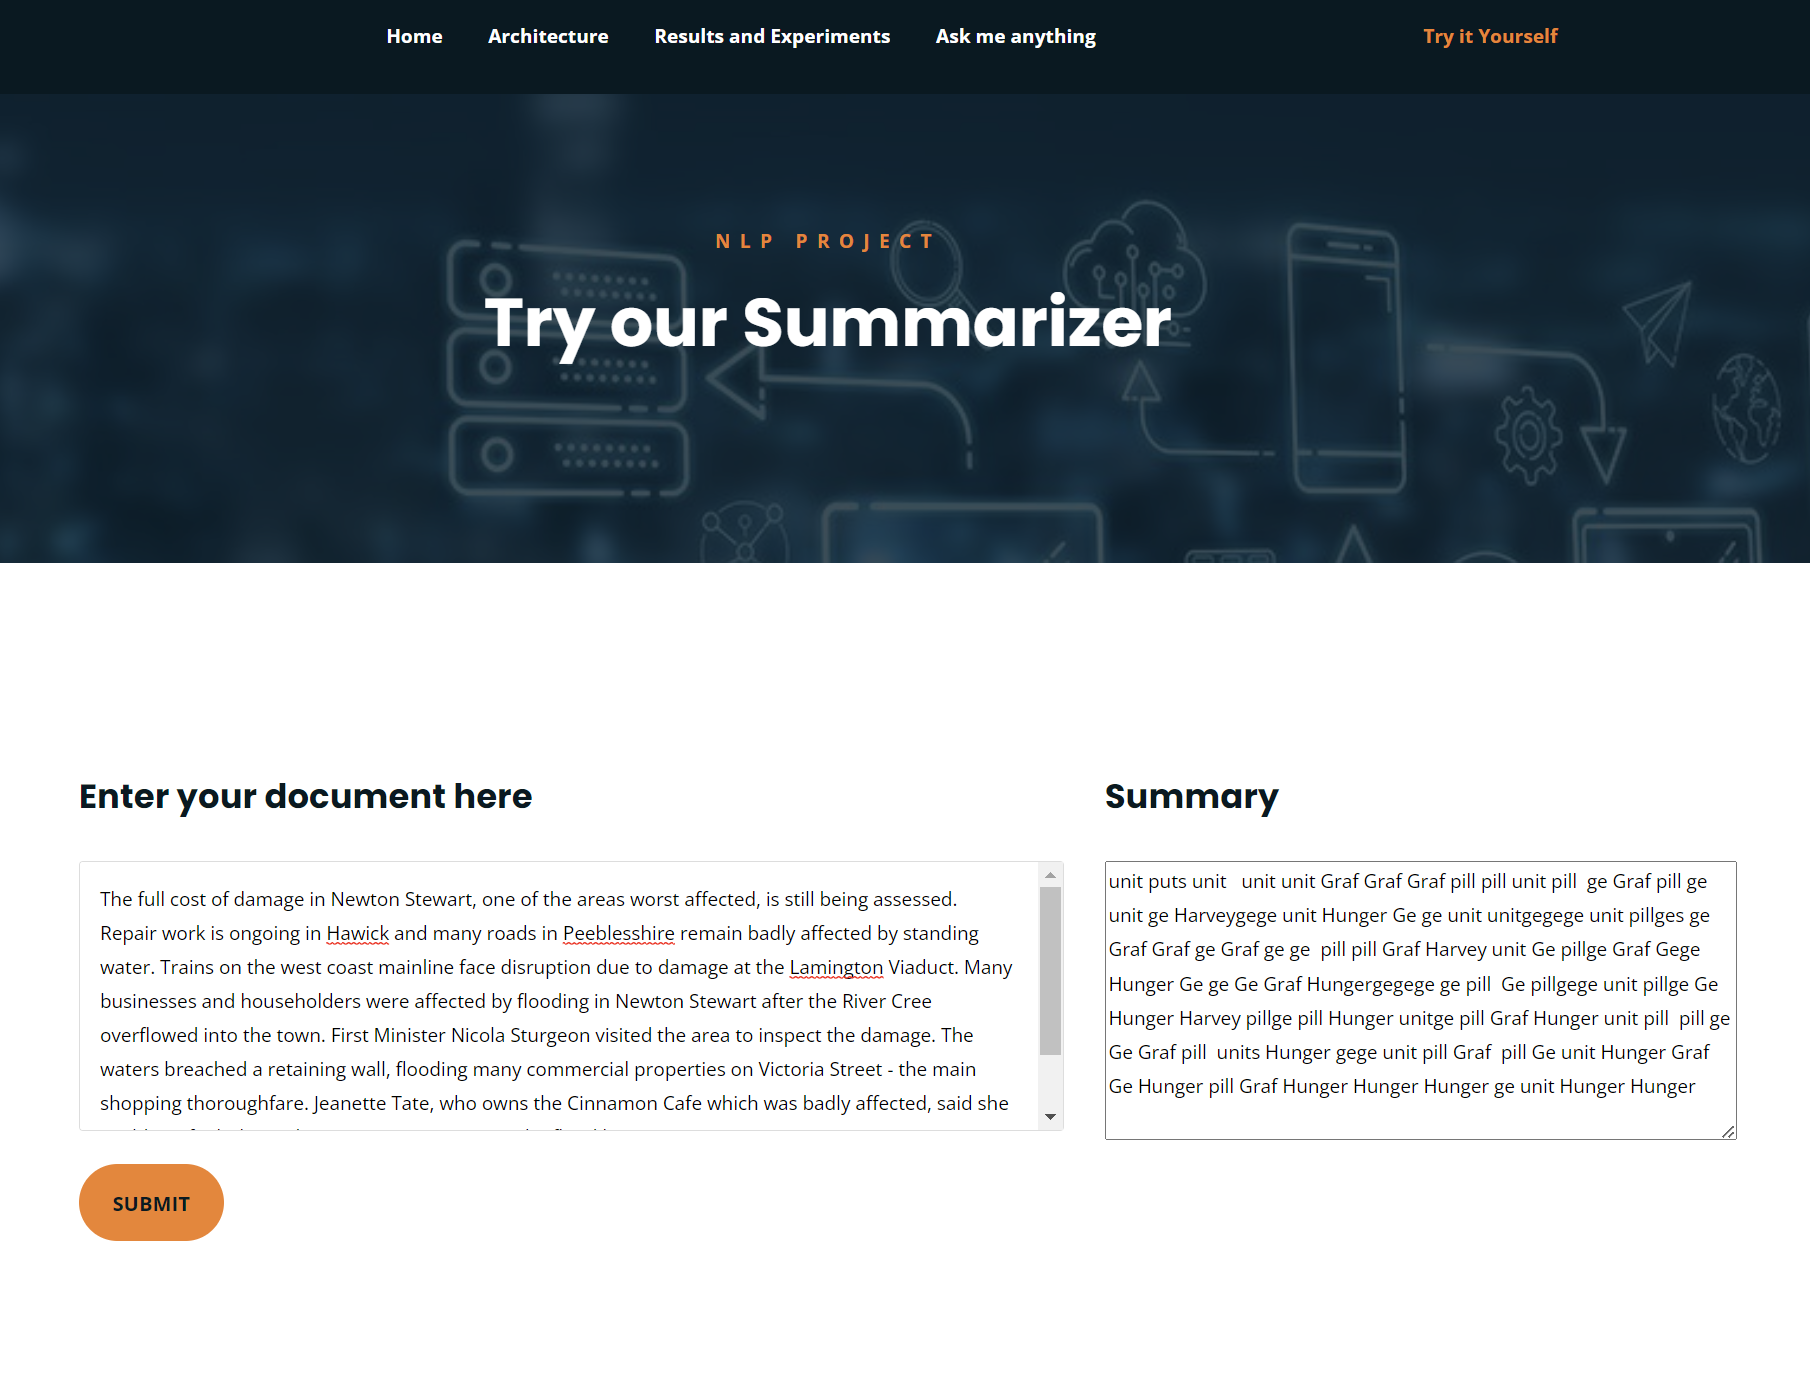 Home Architecture Results and Experiments Ask me anything Try it Yourself
NLP PROJECT
Try our Summarizer
Enter your document here
The full cost of damage in Newton Stewart, one of the areas worst affected, is still being assessed.
Repair work is ongoing in Hawick and many roads in Peeblesshire remain badly affected by standing
water. Trains on the west coast mainline face disruption due to damage at the Lamington Viaduct. Many
businesses and householders were affected by flooding in Newton Stewart after the River Cree
overflowed into the town. First Minister Nicola Sturgeon visited the area to inspect the damage. The
waters breached a retaining wall, flooding many commercial properties on Victoria Street - the main
shopping thoroughfare. Jeanette Tate, who owns the Cinnamon Cafe which was badly affected, said she
SUBMIT
Summary
unit puts unit   unit unit Graf Graf Graf pill pill unit pill  ge Graf pill ge
unit ge Harveygege unit Hunger Ge ge unit unitgegege unit pillges ge
Graf Graf ge Graf ge ge  pill pill Graf Harvey unit Ge pillge Graf Gege
Hunger Ge ge Ge Graf Hungergegege ge pill  Ge pillgege unit pillge Ge
Hunger Harvey pillge pill Hunger unitge pill Graf Hunger unit pill  pill ge
Ge Graf pill  units Hunger gege unit pill Graf  pill Ge unit Hunger Graf
Ge Hunger pill Graf Hunger Hunger Hunger ge unit Hunger Hunger